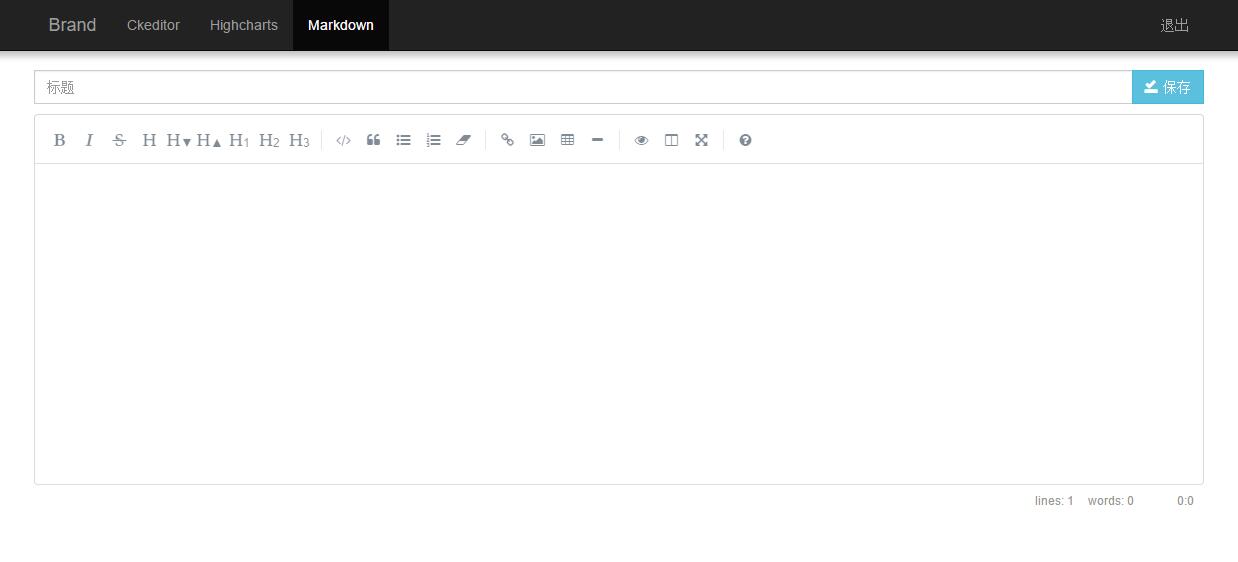 Brand Ckeditor Highcharts Markdown 退出
标题 保存
B I S H H▼ H▲ H1 H2 H3 </> ?
lines: 1 words: 0 0:0